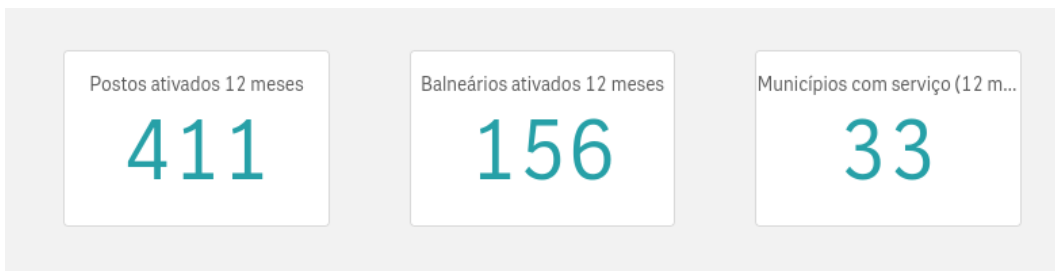 Postos ativados 12 meses
411
Balneários ativados 12 meses
156
Municípios com serviço (12 m...
33